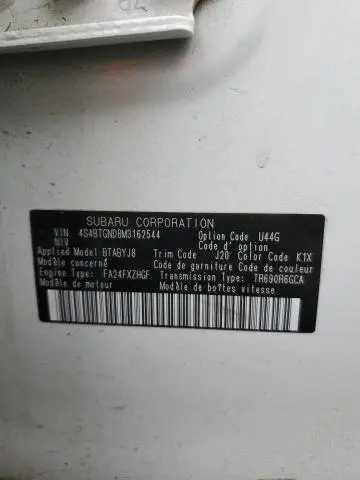 SUBARU CORPORATION
VIN 4S4BTGND8M3162544 Option Code U44G
NIV Code d'option
Applied Model BTABYJ8 Trim Code J20 Color Code K1X
Modèle concerné Code de garniture Code de couleur
Engine Type FA24FXZHGF Transmission Type TR690R6GCA
Modèle de moteur Modèle de boîtes vitesse